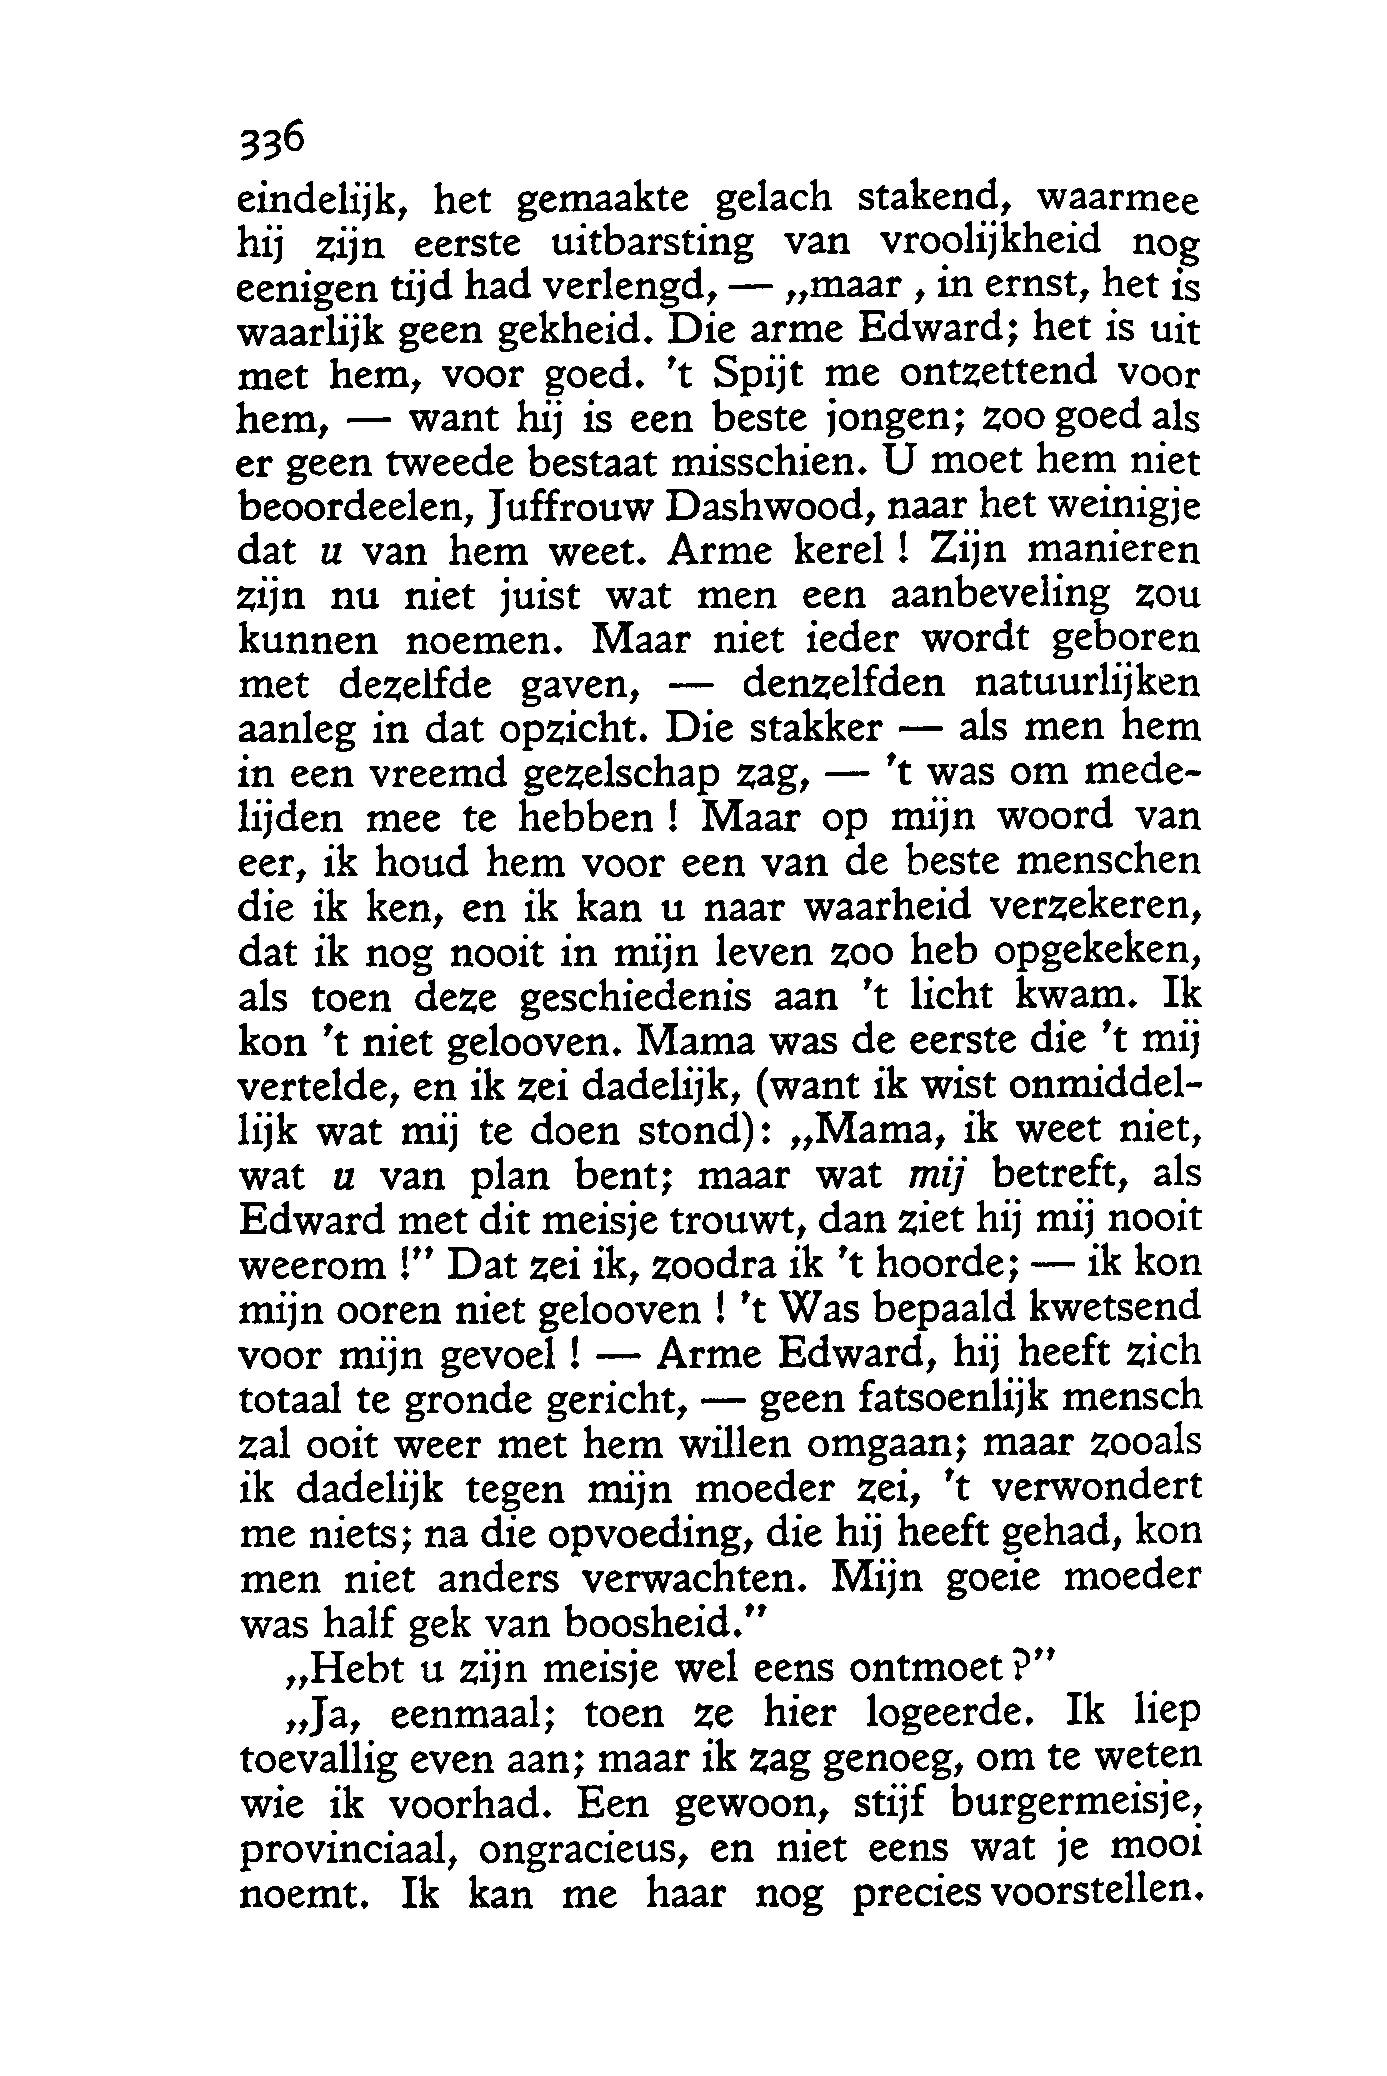 336
eindelijk, het gemaakte gelach stakend, waarmee
hij zijn eerste uitbarsting van vroolijkheid nog
eenigen tijd had verlengd, — „maar , in ernst, het is
waarlijk geen gekheid. Die arme Edward; het is uit
met hem, voor goed. 't Spijt me ontzettend voor
hem, — want hij is een beste jongen; zoo goed als
er geen tweede bestaat misschien. U moet hem niet
beoordeelen, Juffrouw Dashwood, naar het weinigje
dat u van hem weet. Arme kerel ! Zijn manieren
zijn nu niet juist wat men een aanbeveling zou
kunnen noemen. Maar niet ieder wordt geboren
met dezelfde gaven, — denzelfden natuurlijken
aanleg in dat opzicht. Die stakker — als men hem
in een vreemd gezelschap zag, — 't was om mede-
lijden mee te hebben ! Maar op mijn woord van
eer, ik houd hem voor een van de beste menschen
die ik ken, en ik kan u naar waarheid verzekeren,
dat ik nog nooit in mijn leven zoo heb opgekeken,
als toen deze geschiedenis aan 't licht kwam. Ik
kon 't niet gelooven. Mama was de eerste die 't mij
vertelde, en ik zei dadelijk, (want ik wist onmiddel-
lijk wat mij te doen stond): „Mama, ik weet niet,
wat u van plan bent; maar wat mij betreft, als
Edward met dit meisje trouwt, dan ziet hij mij nooit
weerom !” Dat zei ik, zoodra ik 't hoorde; — ik kon
mijn ooren niet gelooven ! 't Was bepaald kwetsend
voor mijn gevoel ! — Arme Edward, hij heeft zich
totaal te gronde gericht, — geen fatsoenlijk mensch
zal ooit weer met hem willen omgaan; maar zooals
ik dadelijk tegen mijn moeder zei, 't verwondert
me niets; na die opvoeding, die hij heeft gehad, kon
men niet anders verwachten. Mijn goeie moeder
was half gek van boosheid.”
„Hebt u zijn meisje wel eens ontmoet ?”
„Ja, eenmaal; toen ze hier logeerde. Ik liep
toevallig even aan; maar ik zag genoeg, om te weten
wie ik voorhad. Een gewoon, stijf burgermeisje,
provinciaal, ongracieus, en niet eens wat je mooi
noemt. Ik kan me haar nog precies voorstellen.